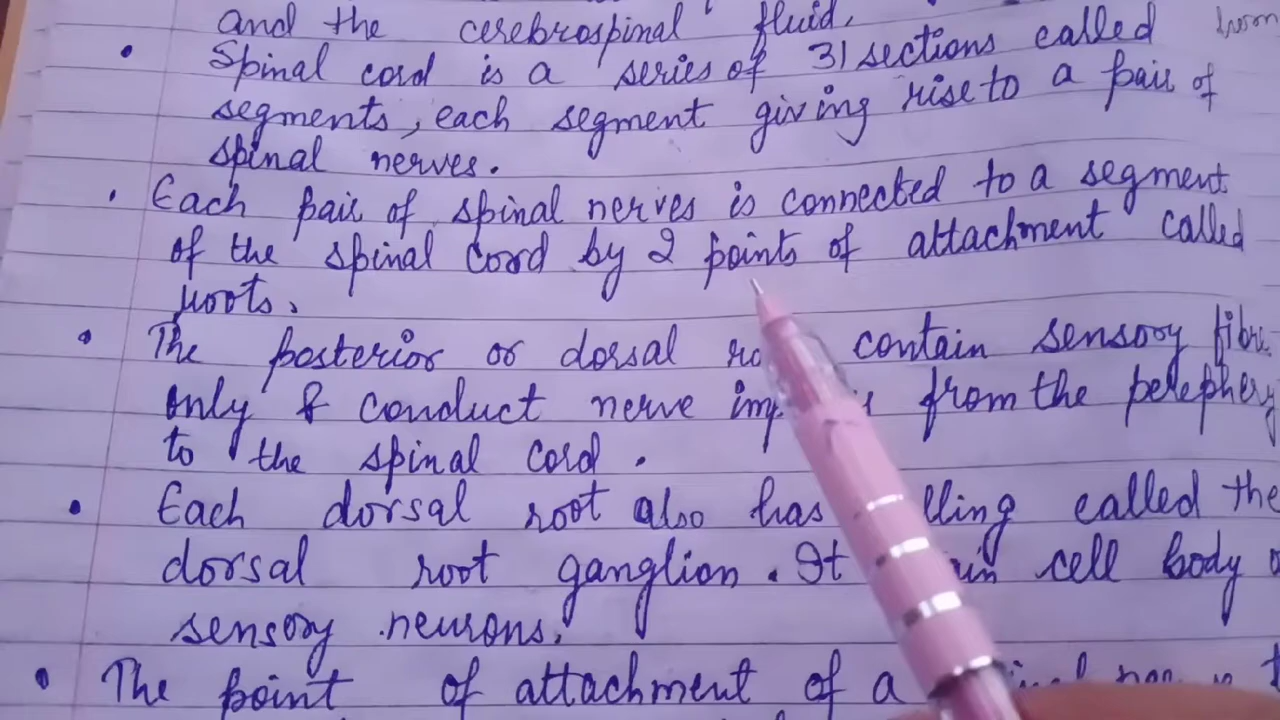 and the cerebrospinal fluid.
Spinal cord is a series of 31 sections called
segments, each segment giving rise to a pair of
spinal nerves.
Each pair of spinal nerves is connected to a segment
of the spinal cord by 2 points of attachment called
roots.
The posterior or dorsal contain sensory
only & conduct nerve from the perephery
to the spinal cord.
Each dorsal root also has called the
dorsal root ganglion. It cell body
sensory neurons.
The point of attachment of a